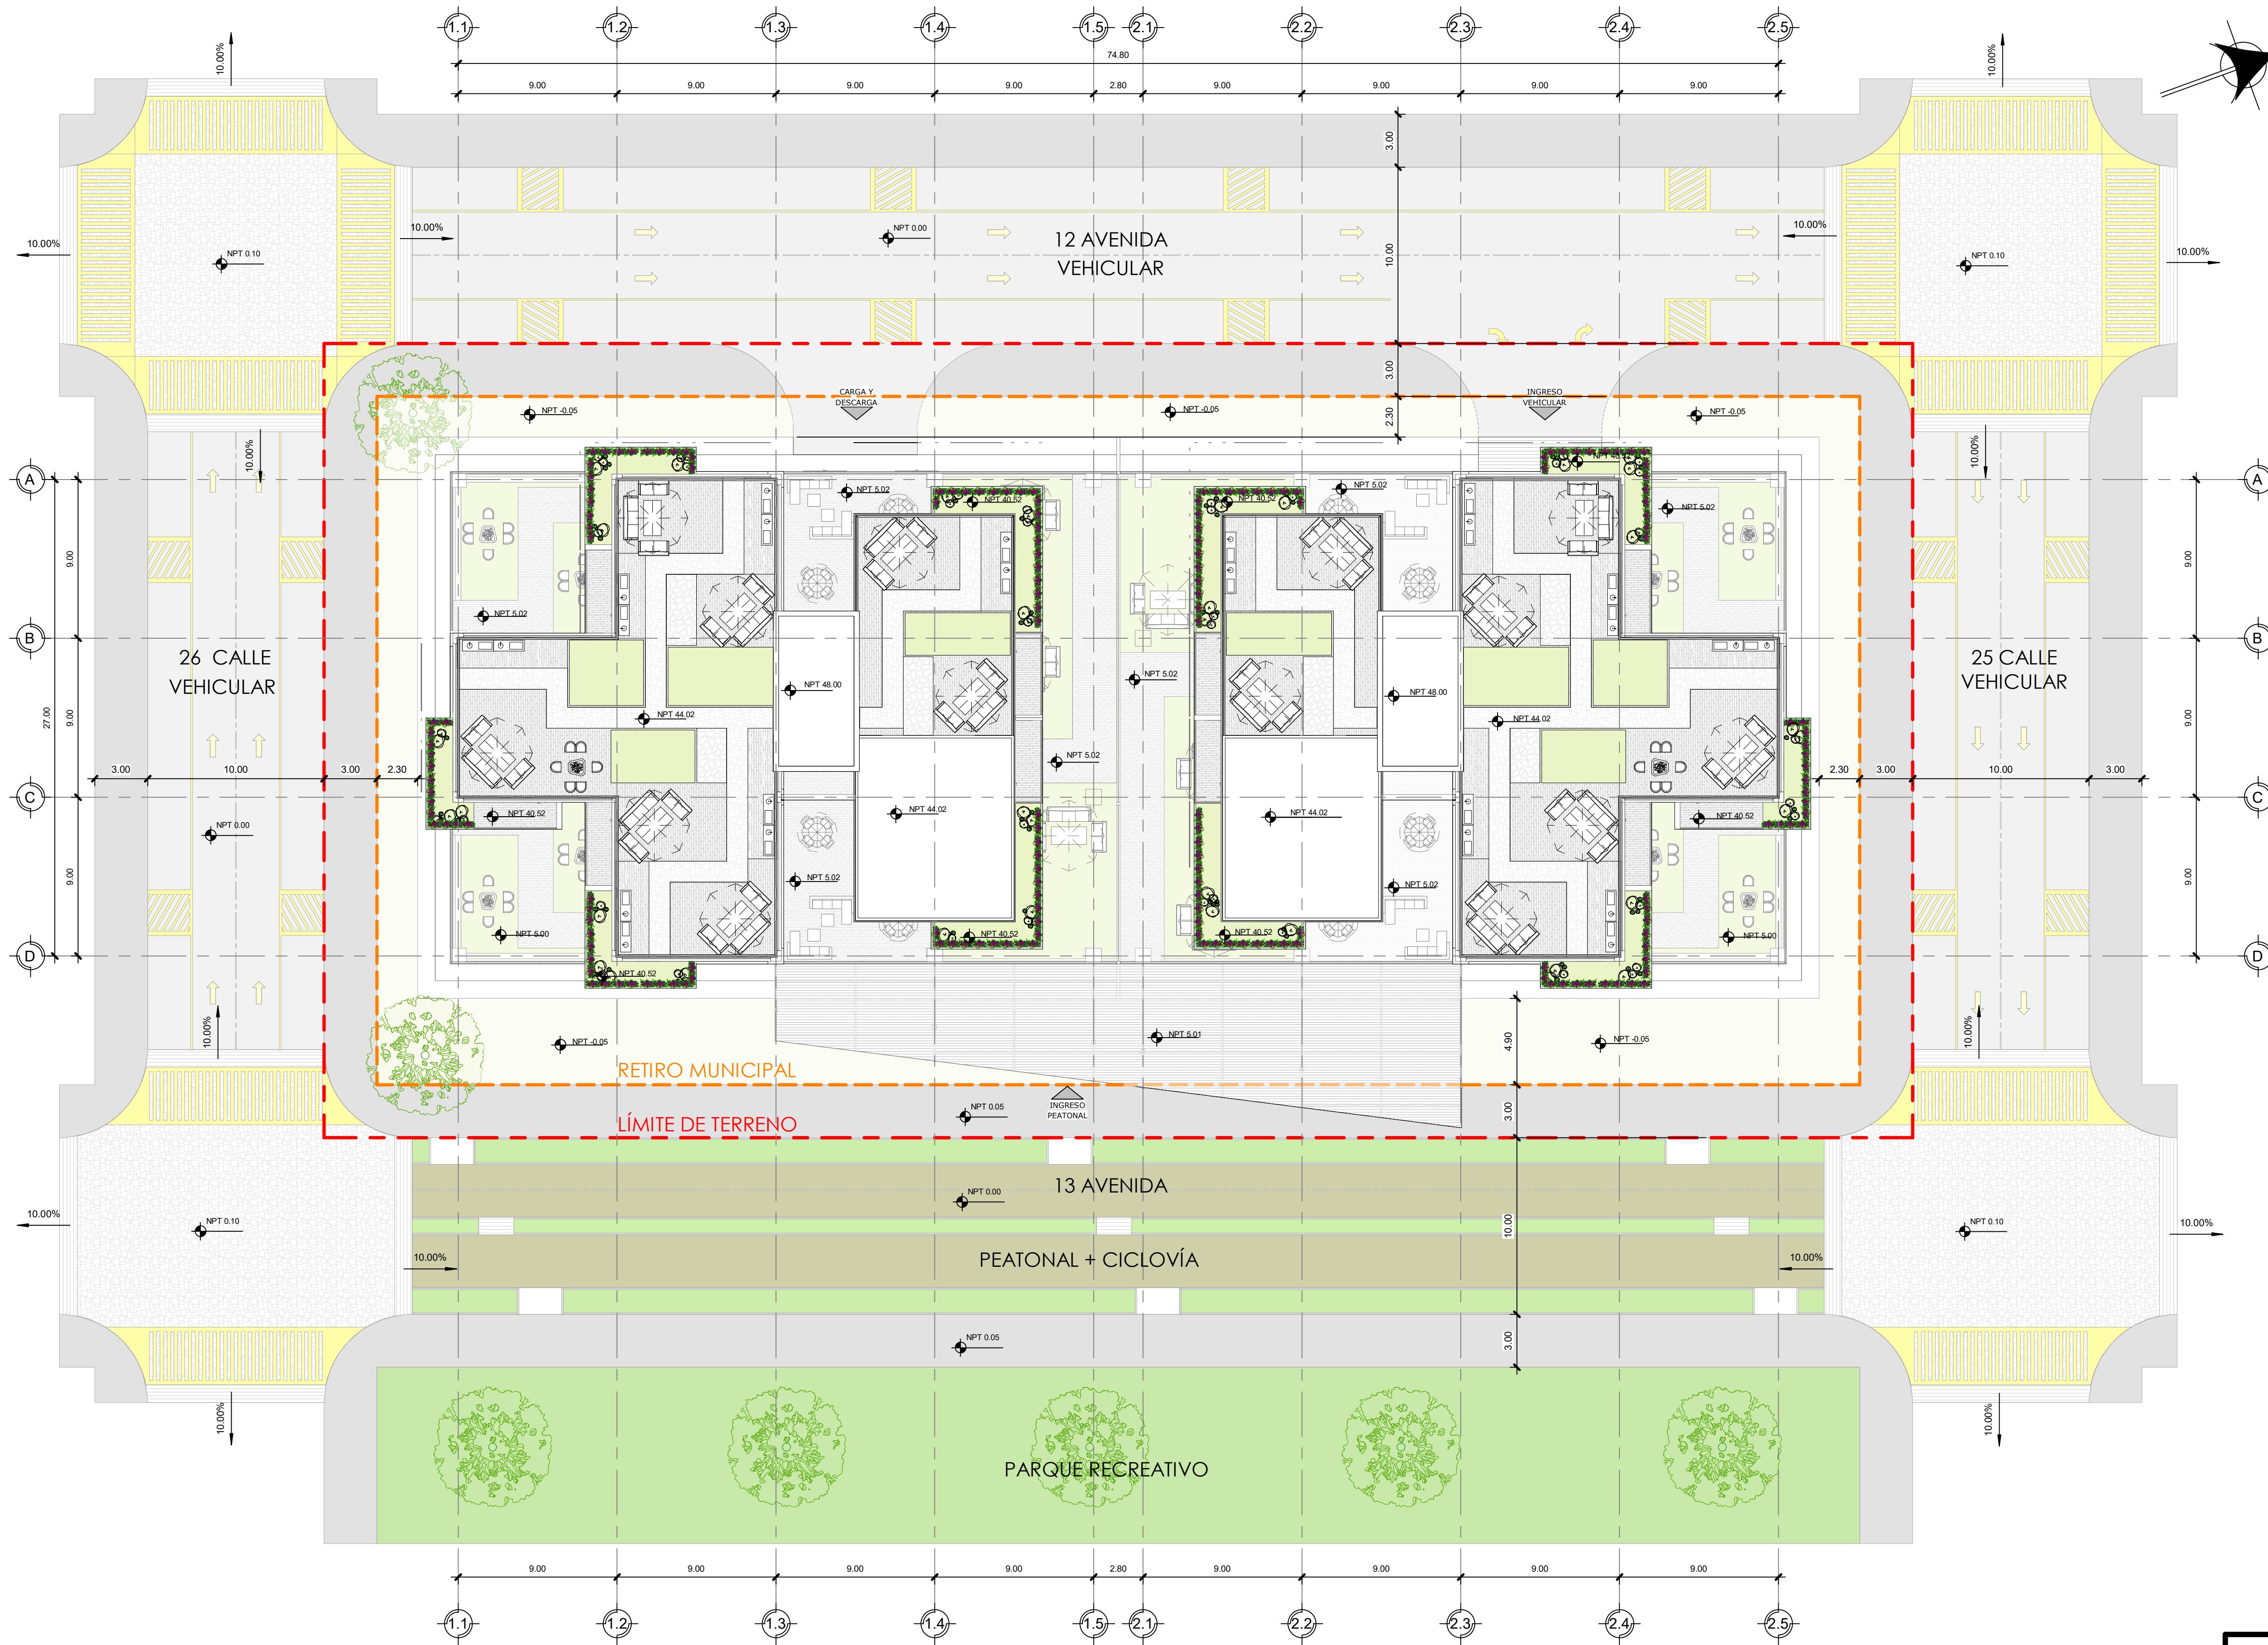 1.1 1.2 1.3 1.4 1.5 2.1 2.2 2.3 2.4 2.5
74.80
9.00 9.00 9.00 9.00 2.80 9.00 9.00 9.00 9.00
10.00% 10.00%
3.00
10.00% 10.00% 12 AVENIDA 10.00% 10.00%
VEHICULAR
NPT 0.10 NPT 0.00 10.00 NPT 0.10
3.00
CARGA Y
DESCARGA
INGRESO
VEHICULAR
NPT -0.05 NPT -0.05 2.30 NPT -0.05
10.00% 10.00%
A A
NPT 5.02 NPT 40.52 NPT 40.52 NPT 5.02 NPT 40.52 NPT 5.02
9.00 9.00
NPT 5.02
B B
26 CALLE
VEHICULAR
25 CALLE
VEHICULAR
NPT 48.00 NPT 5.02 NPT 48.00
27.00 9.00 NPT 44.02 NPT 44.02 9.00
NPT 5.02
3.00 10.00 3.00 2.30 2.30 3.00 10.00 3.00
C C
NPT 0.00 NPT 40.52 NPT 44.02 NPT 44.02 NPT 40.52
9.00 NPT 5.02 NPT 5.02 9.00
NPT 5.00 NPT 40.52 NPT 40.52 NPT 5.00
D D
NPT 40.52
10.00% NPT -0.05 NPT 5.01 4.90 NPT -0.05 10.00%
RETIRO MUNICIPAL
INGRESO
PEATONAL
NPT 0.05 3.00
LÍMITE DE TERRENO
13 AVENIDA
NPT 0.00
10.00% NPT 0.10 10.00 NPT 0.10 10.00%
10.00% PEATONAL + CICLOVÍA 10.00%
NPT 0.05 3.00
10.00% 10.00%
PARQUE RECREATIVO
9.00 9.00 9.00 9.00 2.80 9.00 9.00 9.00 9.00
1.1 1.2 1.3 1.4 1.5 2.1 2.2 2.3 2.4 2.5